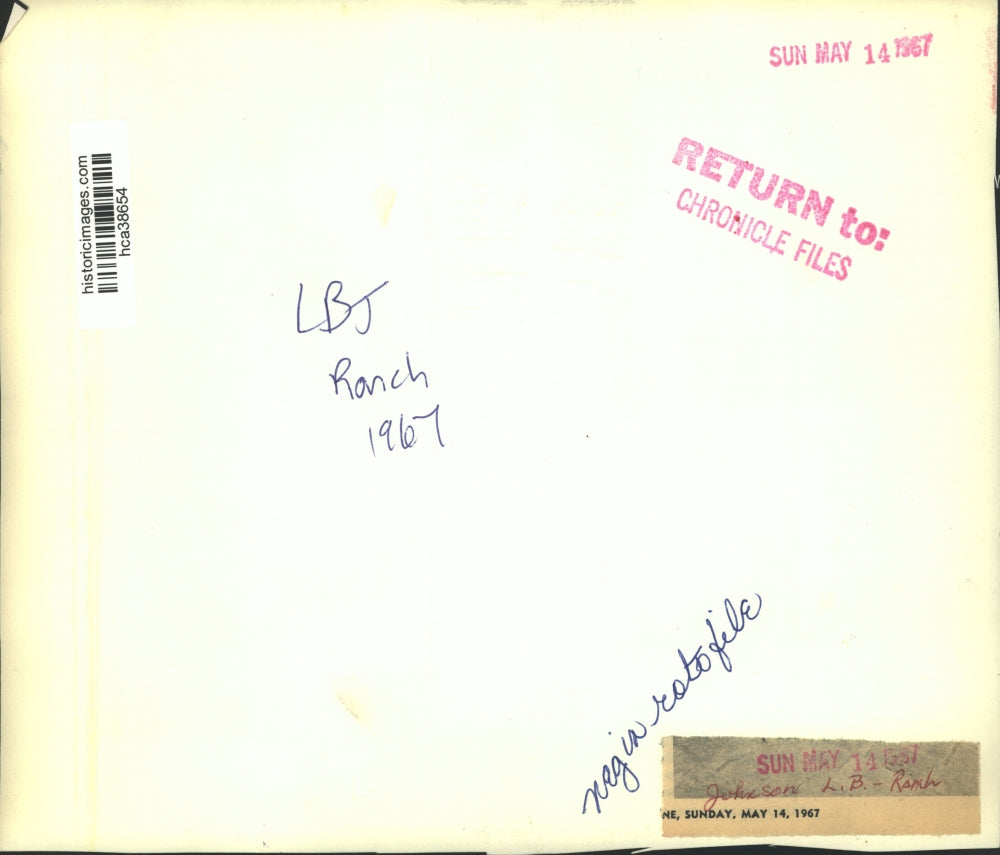 SUN MAY 14 1967
RETURN to:
CHRONICLE FILES
historicimages.com
hca38654
LBJ
Ranch
1967
neg in roto file
SUN MAY 14 1967
Johnson L.B. - Ranch
NE, SUNDAY, MAY 14, 1967